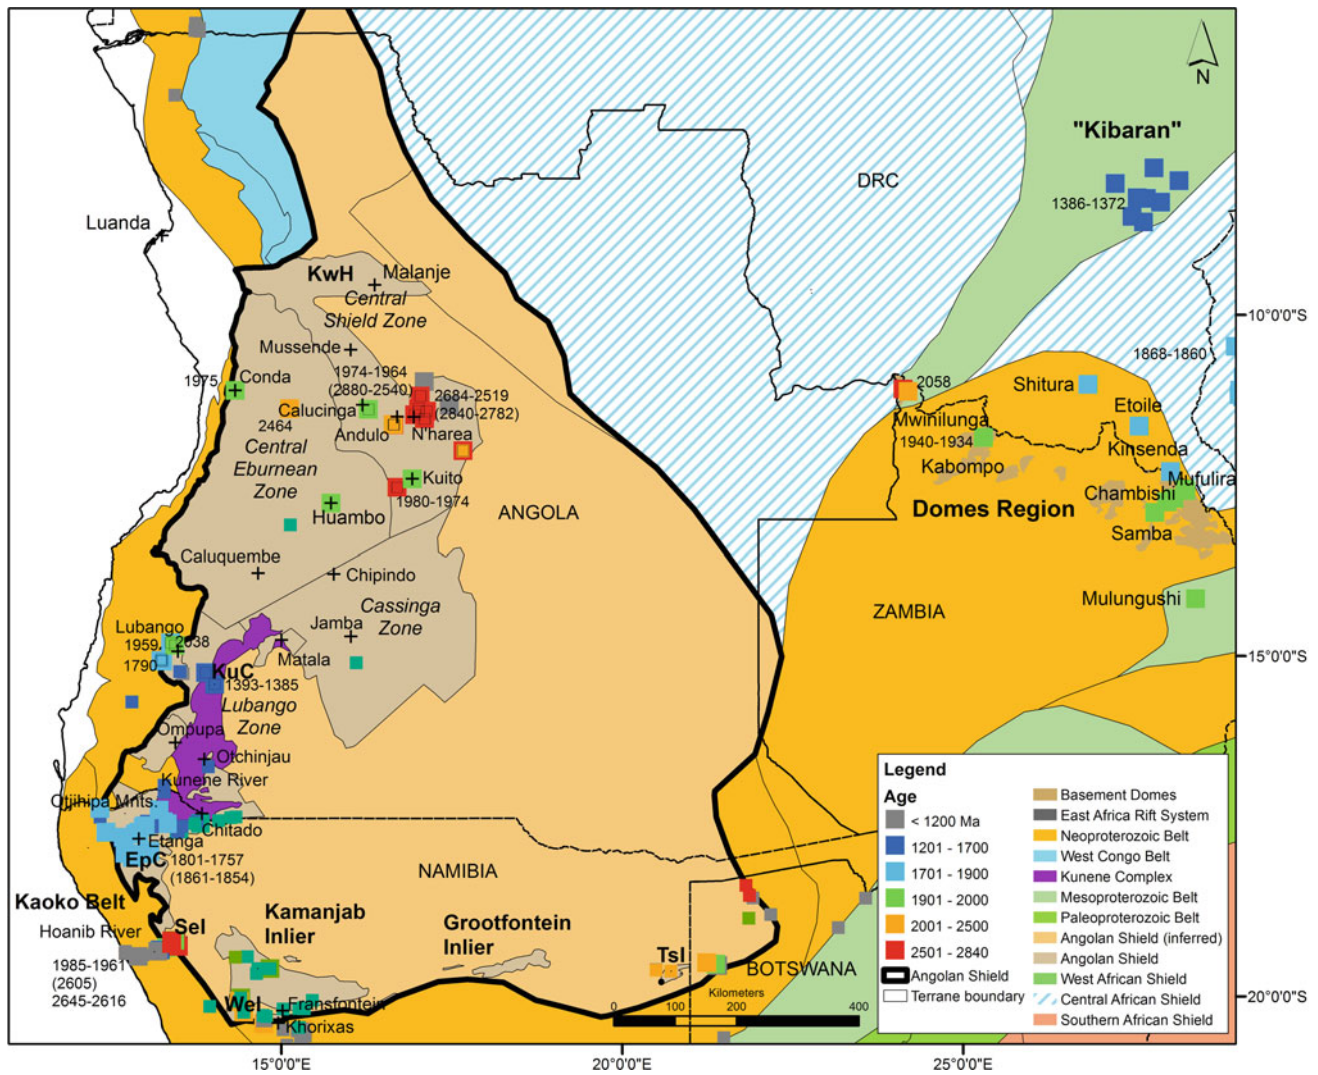 N
"Kibaran"
DRC
1386-1372
Luanda
KwH
Malanje
Central
Shield Zone
10°0'0"S
Mussende
1868-1860
1974-1964
(2880-2540)
1975
Conda
2684-2519
(2840-2782)
2058
Shitura
Calucinga
2464
Andulo
N'harea
Mwinilunga
Etoile
1940-1934
Kinsenda
Central
Eburnean
Zone
Kabompo
Kuito
Mufulira
1980-1974
Chambishi
Huambo
ANGOLA
Domes Region
Samba
Caluquembe
Chipindo
Cassinga
Zone
ZAMBIA
Mulungushi
Jamba
Lubango
1959
2038
1790
Matala
15°0'0"S
KuC
1393-1385
Lubango
Zone
Ompupa
Otchinjau
Kunene River
Otjihipa Mnts.
Chitado
Etanga
EpC
1801-1757
(1861-1854)
NAMIBIA
Kaoko Belt
Sel
Kamanjab
Inlier
Grootfontein
Inlier
Hoanib River
TsI
BOTSWANA
1985-1961
(2605)
2645-2616
WeI
Fransfontein
Khorixas
0
100
Kilometers
200
400
20°0'0"S
15°0'0"E
20°0'0"E
25°0'0"E
Legend
Age
< 1200 Ma
1201 - 1700
1701 - 1900
1901 - 2000
2001 - 2500
2501 - 2840
Angolan Shield
Terrane boundary
Basement Domes
East Africa Rift System
Neoproterozoic Belt
West Congo Belt
Kunene Complex
Mesoproterozoic Belt
Paleoproterozoic Belt
Angolan Shield (inferred)
Angolan Shield
West African Shield
Central African Shield
Southern African Shield